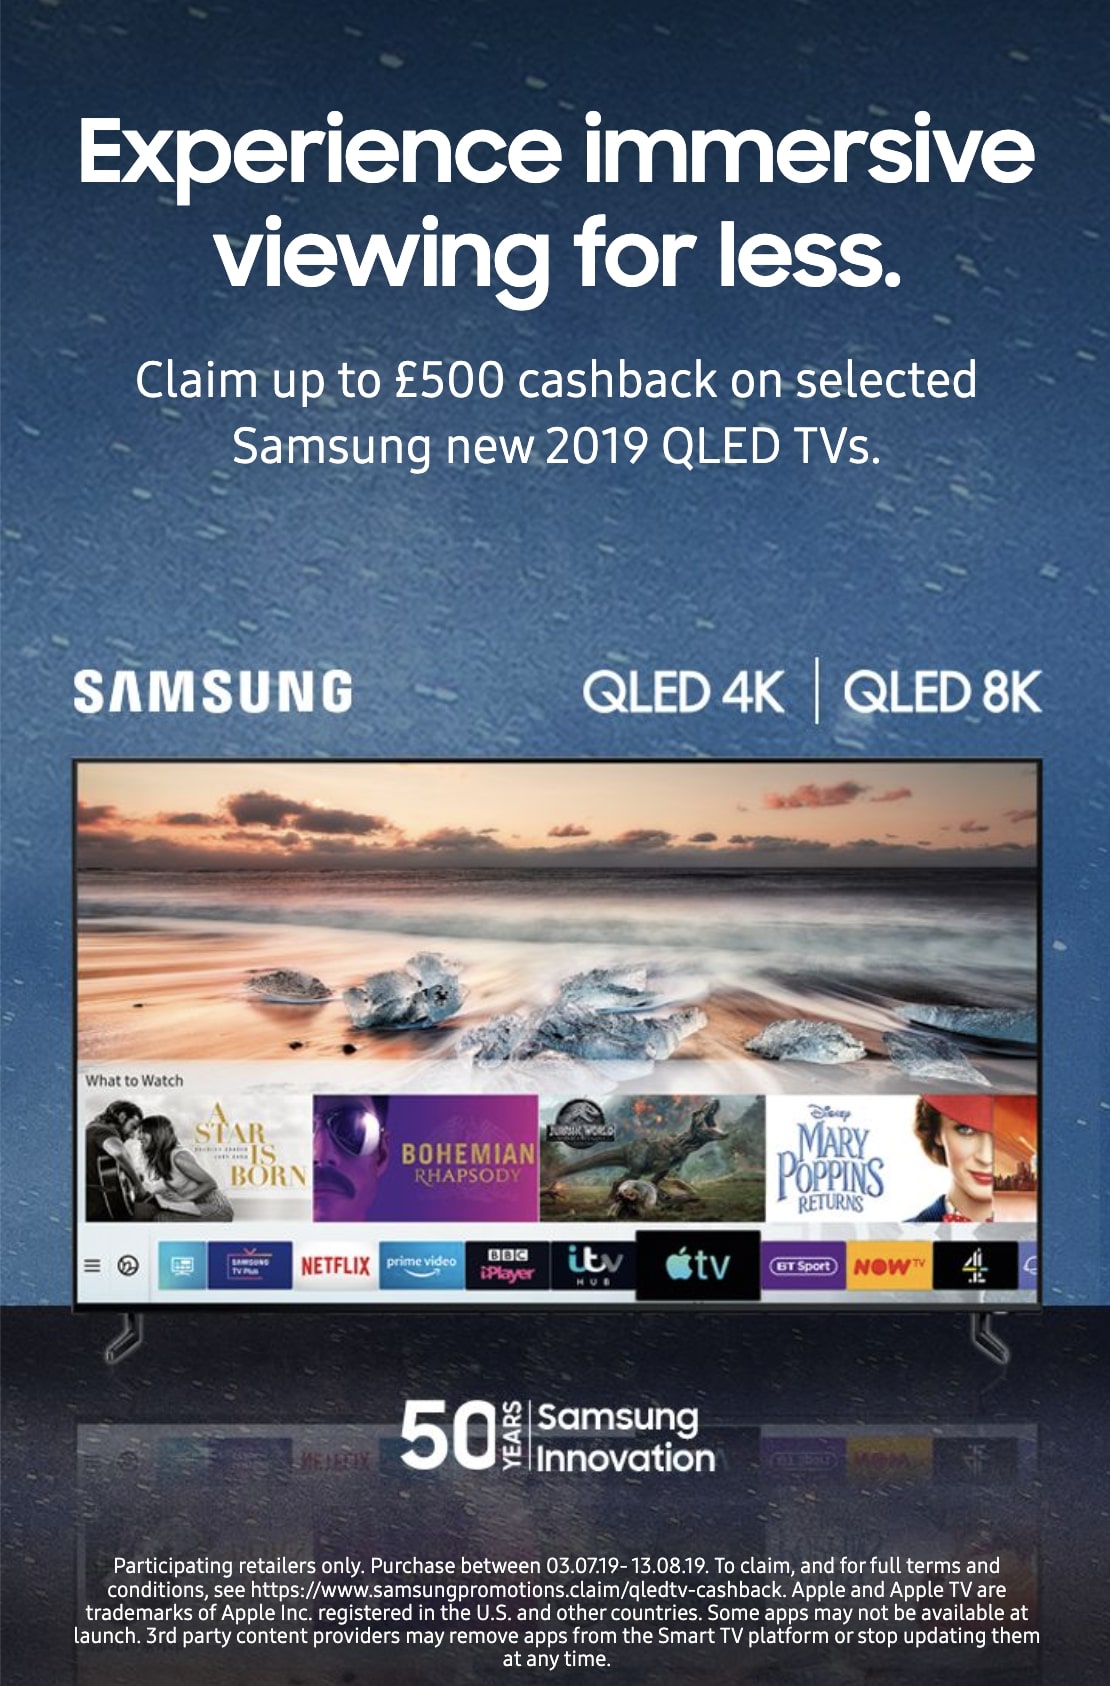 Experience immersive
viewing for less.
Claim up to £500 cashback on selected
Samsung new 2019 QLED TVs.
SAMSUNG
QLED 4K | QLED 8K
What to Watch
A
STAR
IS
BORN
BOHEMIAN
RHAPSODY
JURASSIC WORLD
Disney
MARY
POPPINS
RETURNS
SAMSUNG
TV Plus
NETFLIX
prime video
BBC
iPlayer
itv
HUB
tv
BT Sport
NOW TV
4
50 YEARS
Samsung
Innovation
Participating retailers only. Purchase between 03.07.19- 13.08.19. To claim, and for full terms and
conditions, see https://www.samsungpromotions.claim/qledtv-cashback. Apple and Apple TV are
trademarks of Apple Inc. registered in the U.S. and other countries. Some apps may not be available at
launch. 3rd party content providers may remove apps from the Smart TV platform or stop updating them
at any time.